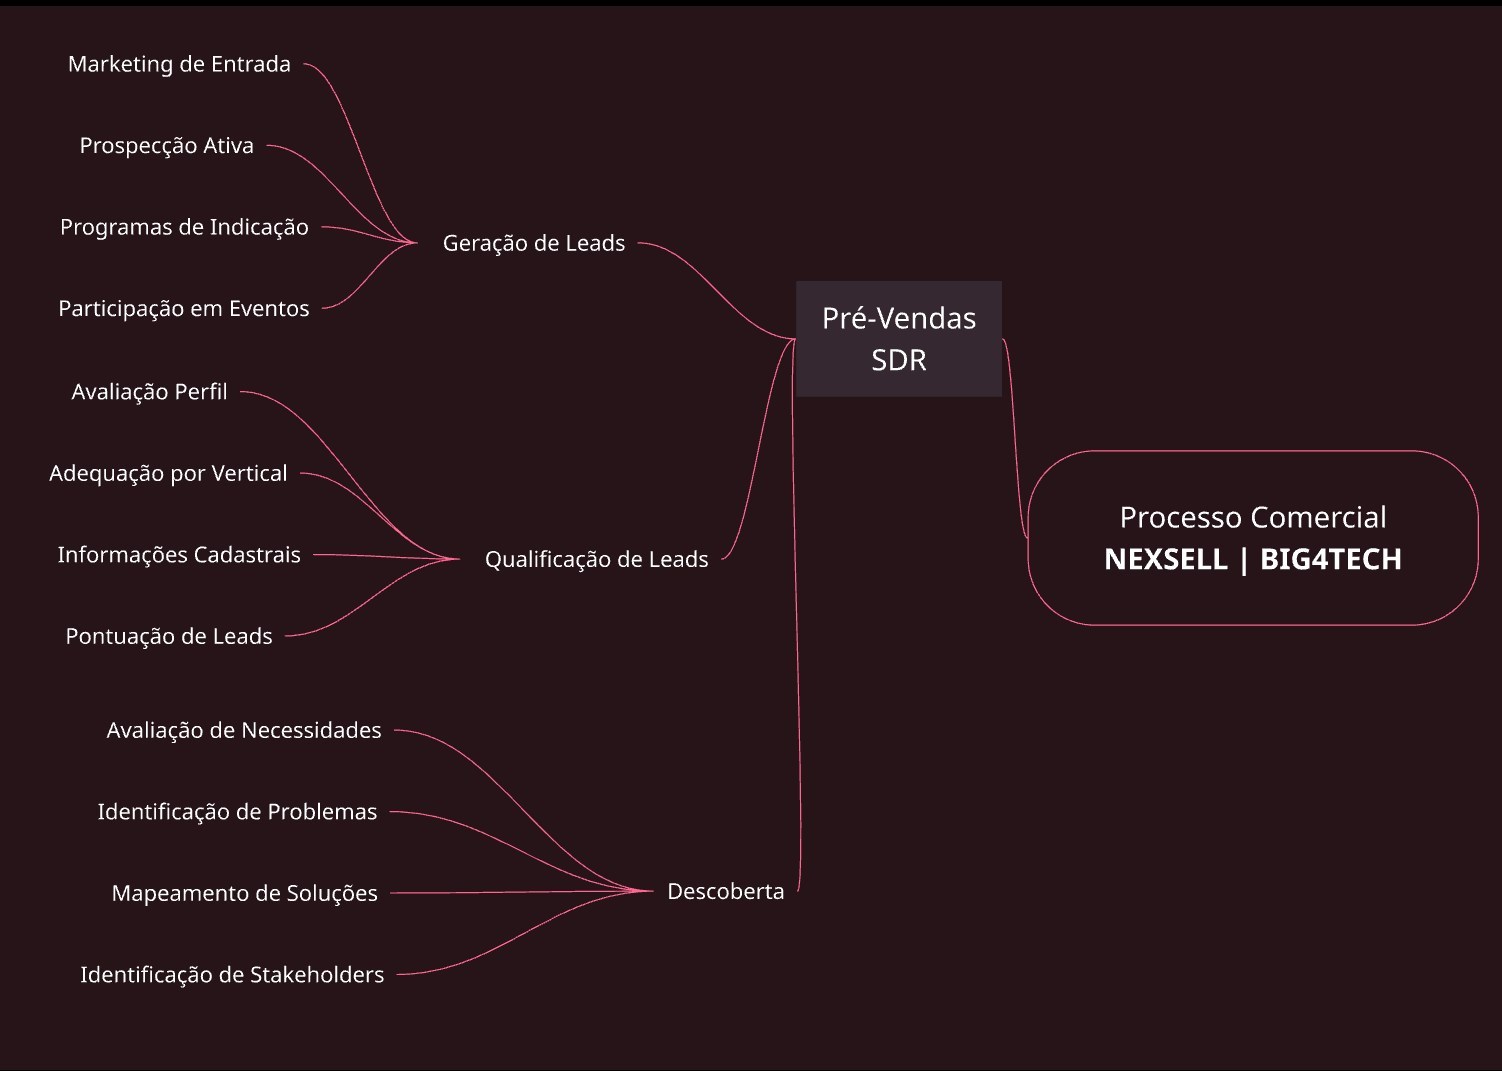 Marketing de Entrada
Prospecção Ativa
Programas de Indicação
Participação em Eventos
Geração de Leads
Avaliação Perfil
Adequação por Vertical
Informações Cadastrais
Pontuação de Leads
Qualificação de Leads
Avaliação de Necessidades
Identificação de Problemas
Mapeamento de Soluções
Identificação de Stakeholders
Descoberta
Pré-Vendas
SDR
Processo Comercial
NEXSELL | BIG4TECH